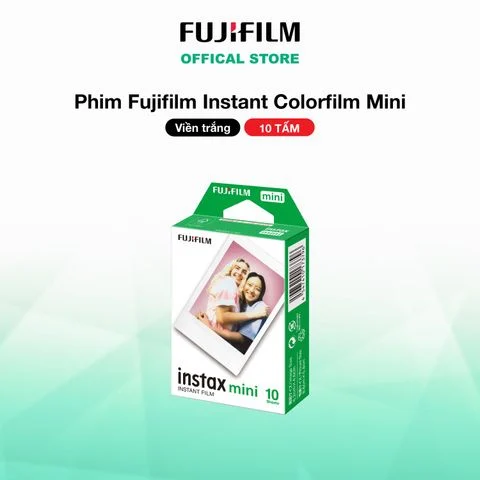 FUJIFILM
OFFICAL STORE
Phim Fujifilm Instant Colorfilm Mini
Viền trắng
10 TẤM
FUJIFILM
mini
FUJIFILM
instax mini 10
INSTANT FILM
Sheets